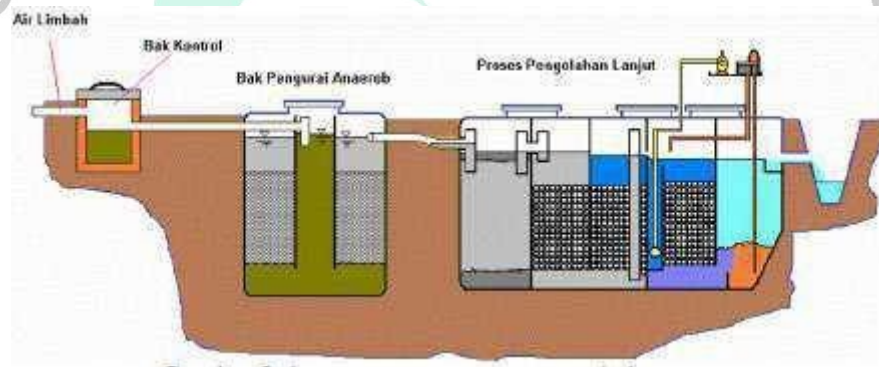 Air Limbah
Bak Kontrol
Bak Pengurai Anaerob
Proses Pengolahan Lanjut